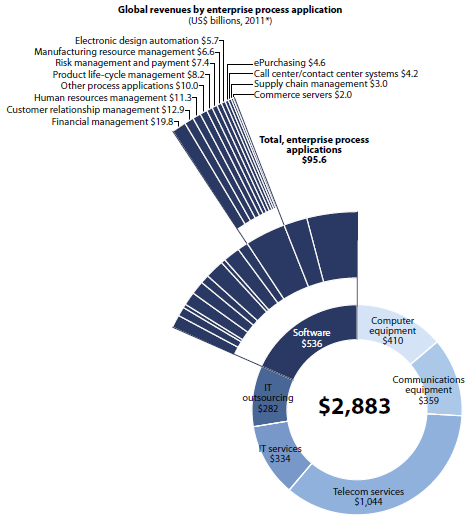 Global revenues by enterprise process application
(US$ billions, 2011*)
Electronic design automation $5.7
Manufacturing resource management $6.6
Risk management and payment $7.4
Product life-cycle management $8.2
Other process applications $10.0
Human resources management $11.3
Customer relationship management $12.9
Financial management $19.8
ePurchasing $4.6
Call center/contact center systems $4.2
Supply chain management $3.0
Commerce servers $2.0
Total, enterprise process
applications
$95.6
Software
$536
Computer
equipment
$410
Communications
equipment
$359
IT
outsourcing
$282
$2,883
IT services
$334
Telecom services
$1,044